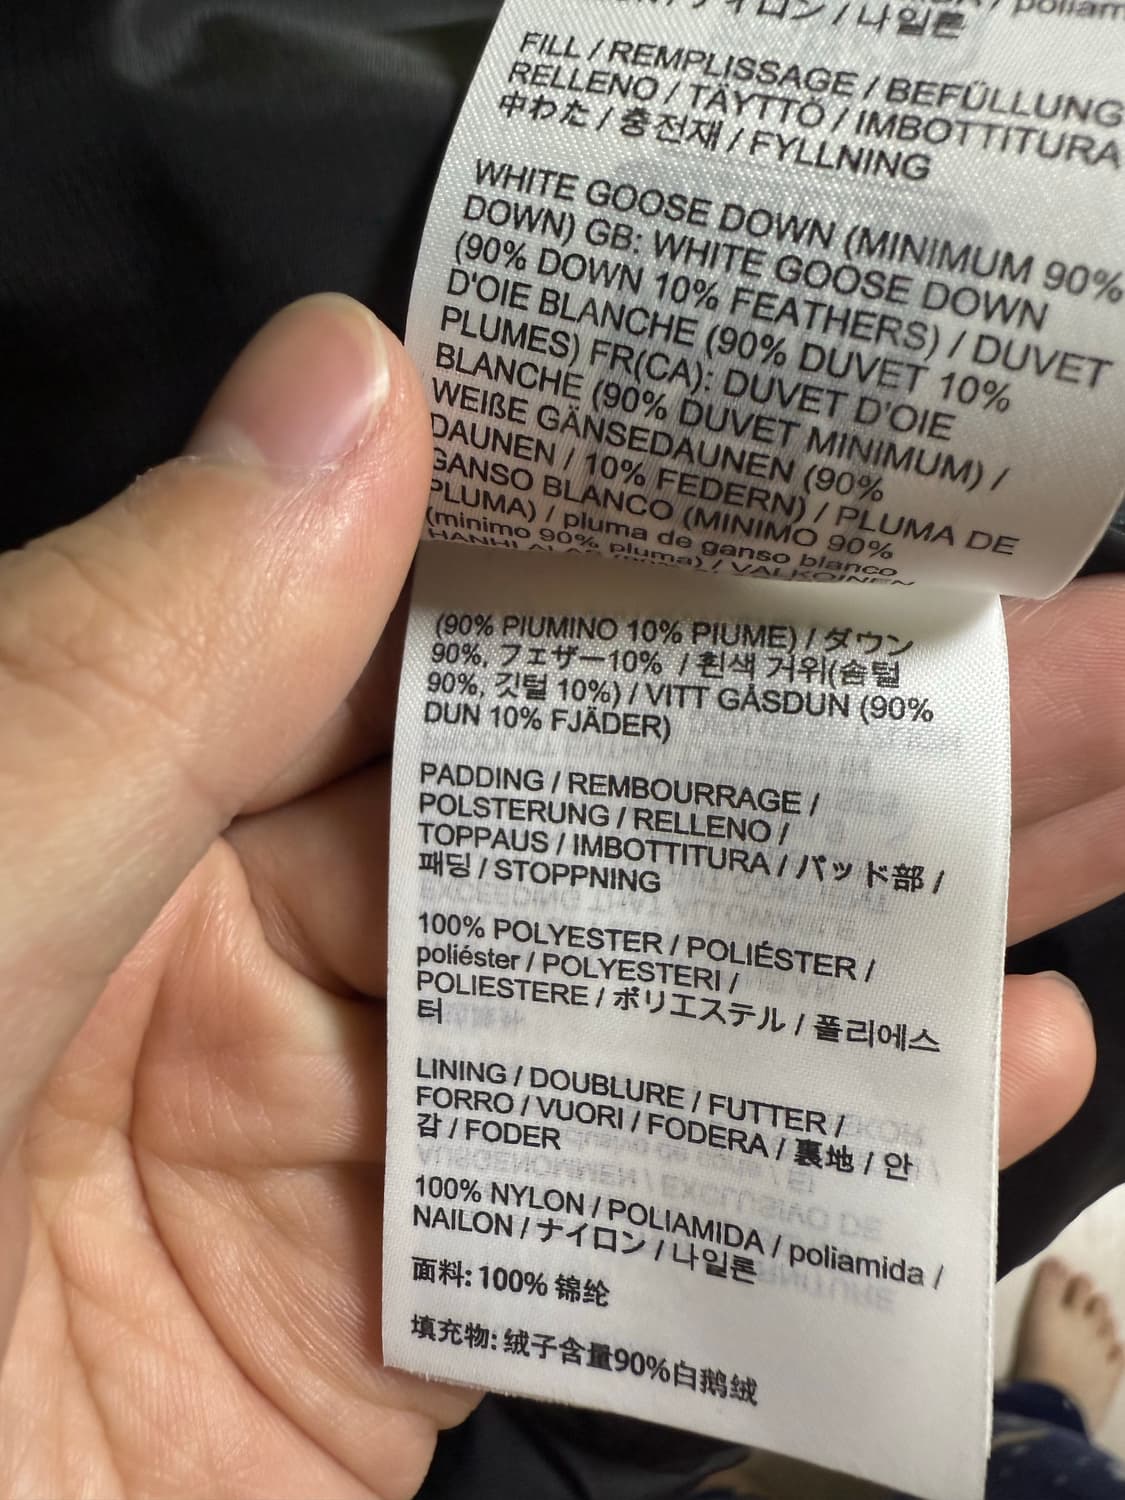 / ナイロン / 나일론
FILL / REMPLISSAGE / BEFÜLLUNG
RELLENO / TÄYTTÖ / IMBOTTITURA
中わた / 충전재 / FYLLNING
WHITE GOOSE DOWN (MINIMUM 90%
DOWN) GB: WHITE GOOSE DOWN
(90% DOWN 10% FEATHERS) / DUVET
D'OIE BLANCHE (90% DUVET 10%
PLUMES) FR(CA): DUVET D'OIE
BLANCHE (90% DUVET MINIMUM) /
WEIßE GÄNSEDAUNEN (90%
DAUNEN / 10% FEDERN) / PLUMA DE
GANSO BLANCO (MINIMO 90%
PLUMA) / pluma de ganso blanco
(minimo 90% pluma) / VALKOINEN
(90% PIUMINO 10% PIUME) / ダウン
90%, フェザー10% / 흰색 거위(솜털
90%, 깃털 10%) / VITT GÅSDUN (90%
DUN 10% FJÄDER)
PADDING / REMBOURRAGE /
POLSTERUNG / RELLENO /
TOPPAUS / IMBOTTITURA / パッド部 /
패딩 / STOPPNING
100% POLYESTER / POLIÉSTER /
poliéster / POLYESTERI /
POLIESTERE / ポリエステル / 폴리에스
터
LINING / DOUBLURE / FUTTER /
FORRO / VUORI / FODERA / 裏地 / 안
감 / FODER
100% NYLON / POLIAMIDA / poliamida /
NAILON / ナイロン / 나일론
面料: 100% 锦纶
填充物: 绒子含量90%白鹅绒